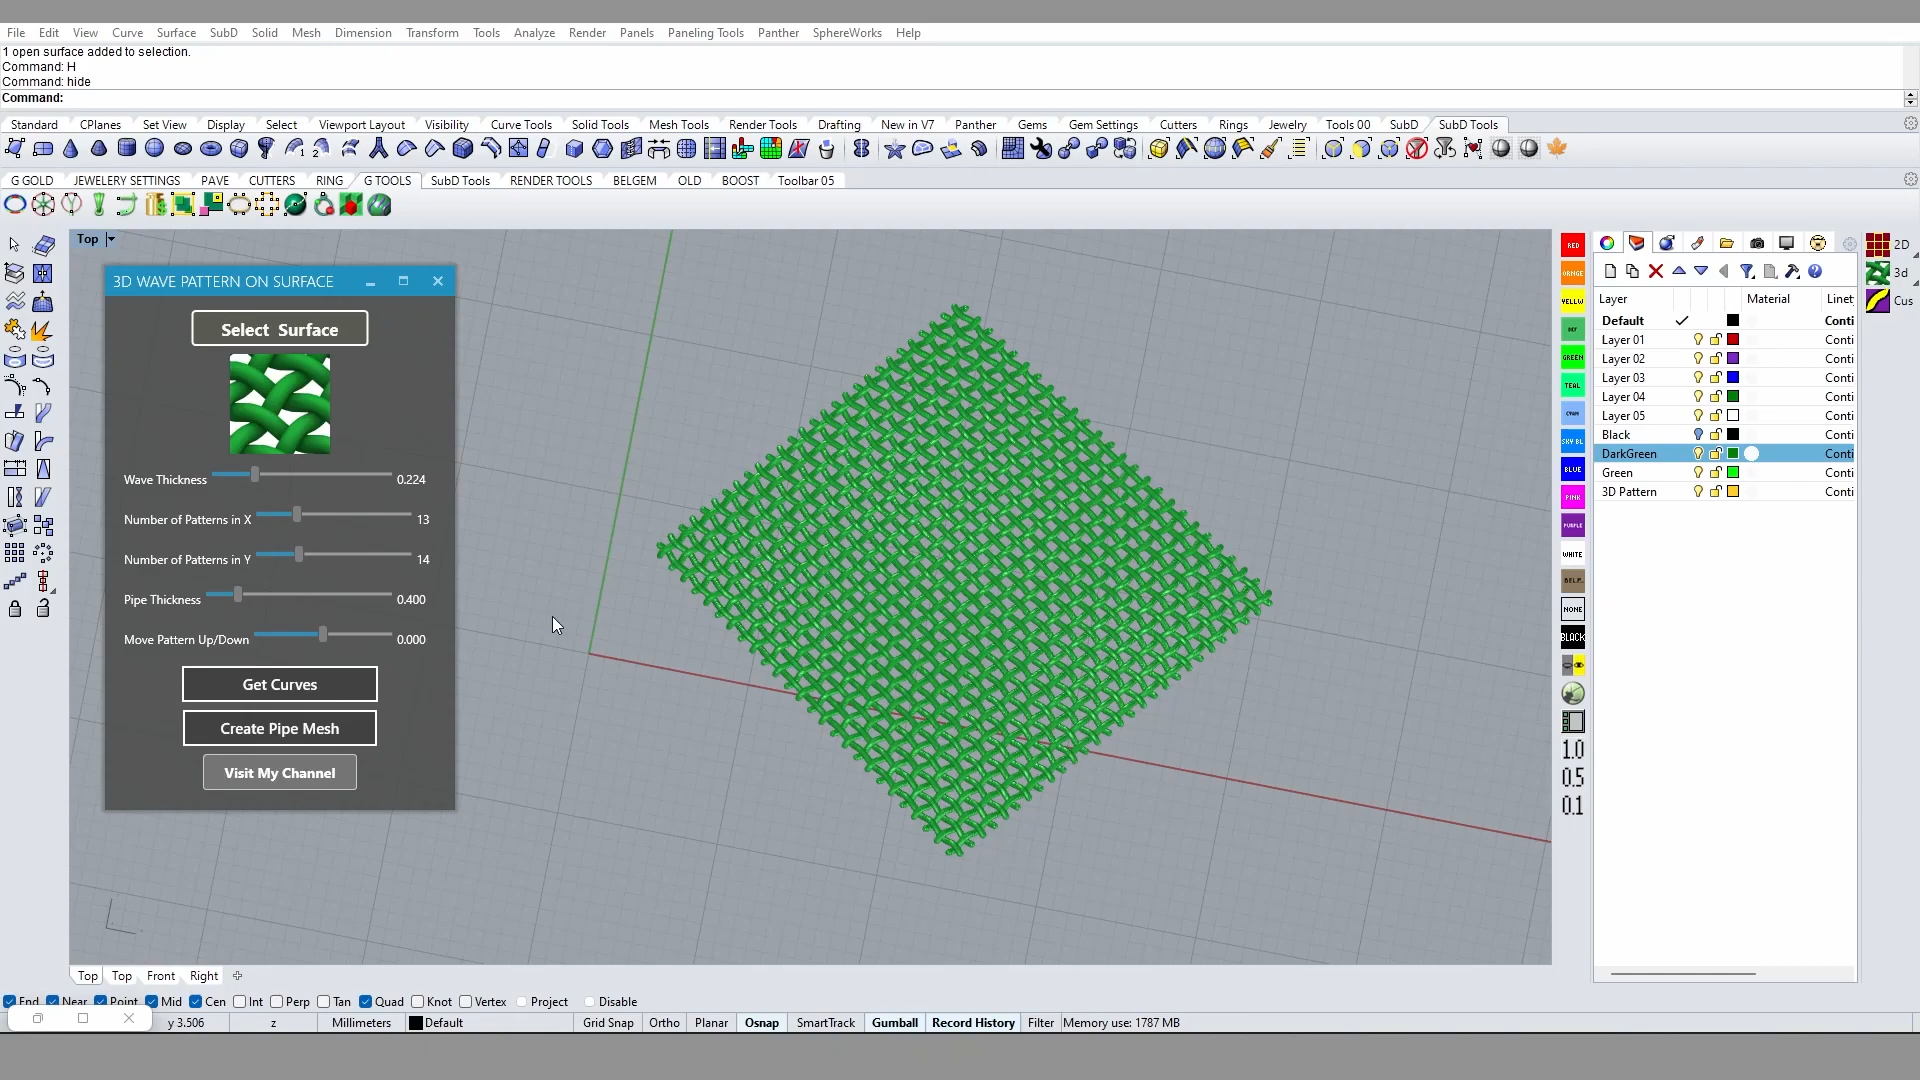 File Edit View Curve Surface SubD Solid Mesh Dimension Transform Tools Analyze Render Panels Paneling Tools Panther SphereWorks Help
1 open surface added to selection.
Command: H
Command: hide
Command:
Standard CPlanes Set View Display Select Viewport Layout Visibility Curve Tools Solid Tools Mesh Tools Render Tools Drafting New in V7 Panther Gems Gem Settings Cutters Rings Jewelry Tools 00 SubD SubD Tools
G GOLD JEWELERY SETTINGS PAVE CUTTERS RING G TOOLS SubD Tools RENDER TOOLS BELGEM OLD BOOST Toolbar 05
Top
3D WAVE PATTERN ON SURFACE
Select Surface
Wave Thickness 0.224
Number of Patterns in X 13
Number of Patterns in Y 14
Pipe Thickness 0.400
Move Pattern Up/Down 0.000
Get Curves
Create Pipe Mesh
Visit My Channel
RED
ORNGE
YELLW
DEF
GREEN
TEAL
CYAN
SKY BL
BLUE
PINK
PURPLE
WHITE
NONE
BLACK
1.0
0.5
0.1
Layer Material Linet
Default Conti
Layer 01 Conti
Layer 02 Conti
Layer 03 Conti
Layer 04 Conti
Layer 05 Conti
Black Conti
DarkGreen Conti
Green Conti
3D Pattern Conti
2D
3d
Cus
Top Top Front Right
End Near Point Mid Cen Int Perp Tan Quad Knot Vertex Project Disable
y 3.506 z Millimeters Default Grid Snap Ortho Planar Osnap SmartTrack Gumball Record History Filter Memory use: 1787 MB